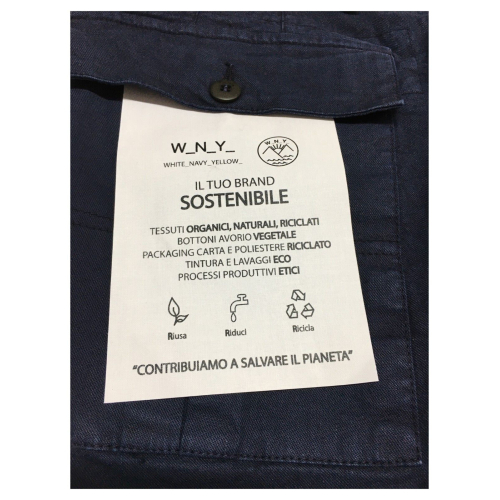 W_N_Y_
W N Y
WHITE_NAVY_YELLOW_
IL TUO BRAND
SOSTENIBILE
TESSUTI ORGANICI, NATURALI, RICICLATI
BOTTONI AVORIO VEGETALE
PACKAGING CARTA E POLIESTERE RICICLATO
TINTURA E LAVAGGI ECO
PROCESSI PRODUTTIVI ETICI
Riusa
Riduci
Ricicla
“CONTRIBUIAMO A SALVARE IL PIANETA”